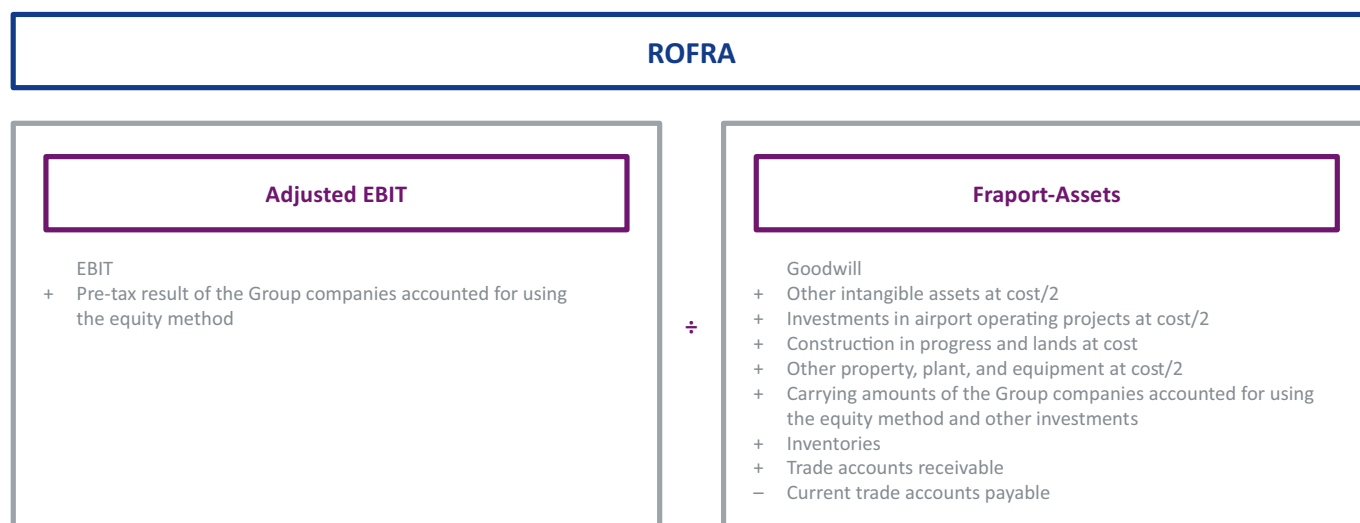 ROFRA
Adjusted EBIT
EBIT
+ Pre-tax result of the Group companies accounted for using
the equity method
÷
Fraport-Assets
Goodwill
+ Other intangible assets at cost/2
+ Investments in airport operating projects at cost/2
+ Construction in progress and lands at cost
+ Other property, plant, and equipment at cost/2
+ Carrying amounts of the Group companies accounted for using
the equity method and other investments
+ Inventories
+ Trade accounts receivable
– Current trade accounts payable